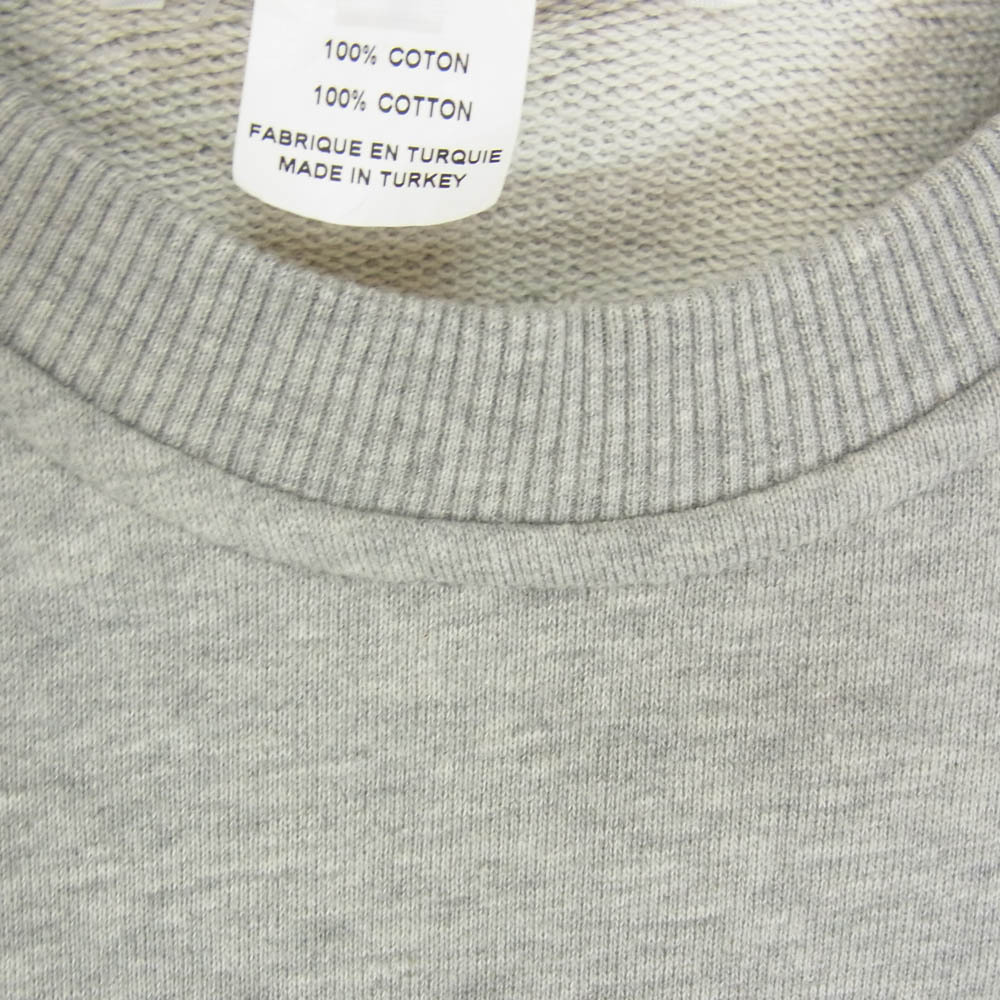 100% COTON
100% COTTON
FABRIQUE EN TURQUIE
MADE IN TURKEY